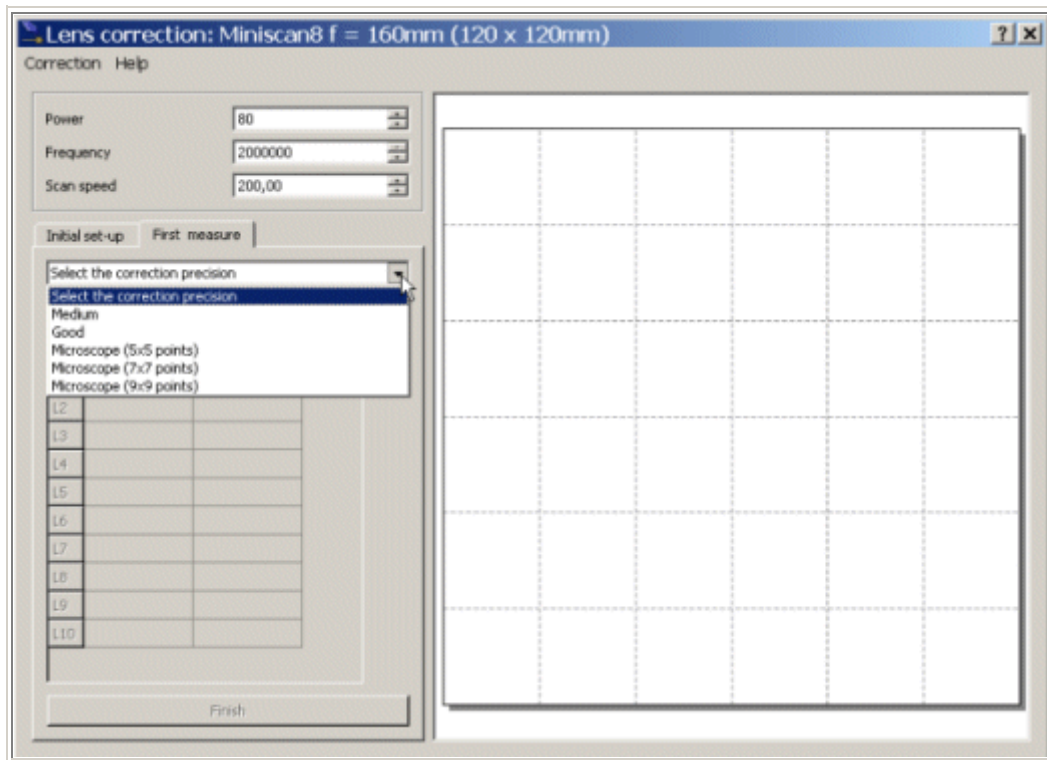 Lens correction: Miniscan8 f = 160mm (120 x 120mm)
Correction Help
Power 80
Frequency 2000000
Scan speed 200,00
Initial set-up First measure
Select the correction precision
Select the correction precision
Medium
Good
Microscope (5x5 points)
Microscope (7x7 points)
Microscope (9x9 points)
L2
L3
L4
L5
L6
L7
L8
L9
L10
Finish